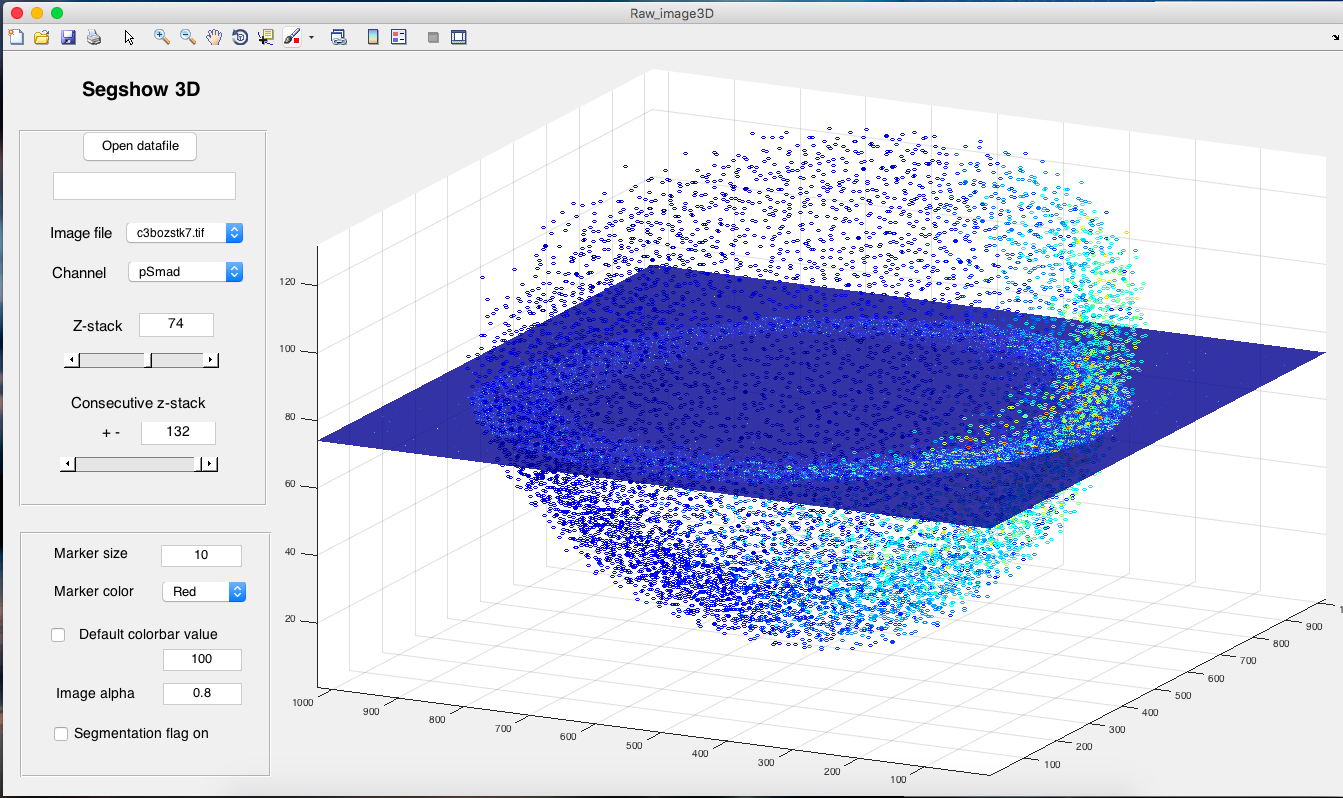 Raw_image3D
Segshow 3D
Open datafile
Image file c3bozstk7.tif
Channel pSmad
Z-stack 74
Consecutive z-stack
+ - 132
Marker size 10
Marker color Red
Default colorbar value
100
Image alpha 0.8
Segmentation flag on
120
100
80
60
40
20
1000
900
800
700
600
500
400
300
200
100
100
200
300
400
500
600
700
800
900